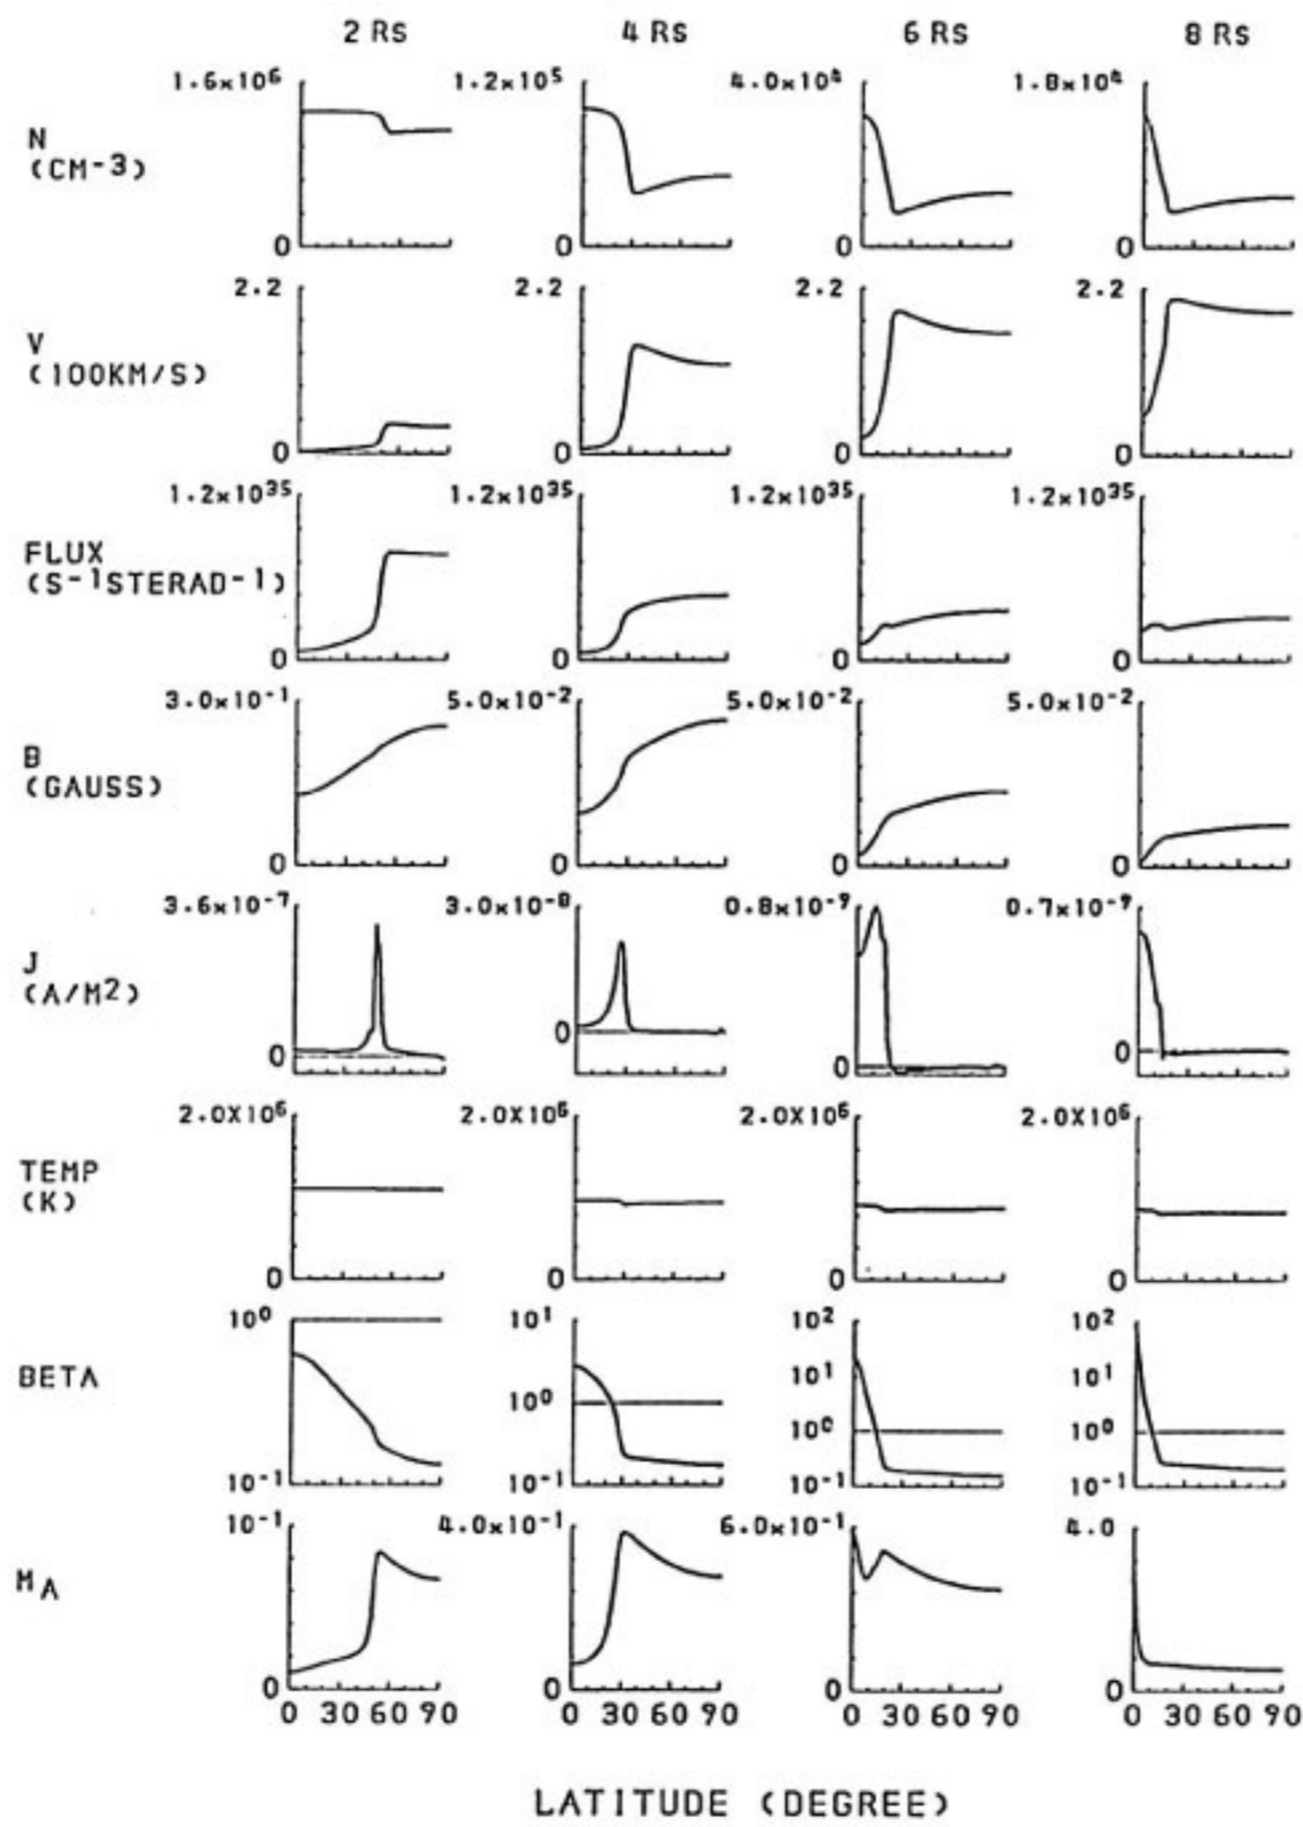 2 RS 4 RS 6 RS 8 RS
1.6×10⁶ 1.2×10⁵ 4.0×10⁴ 1.8×10⁴
N
(CM-3)
0 0 0 0
2.2 2.2 2.2 2.2
V
(100KM/S)
0 0 0 0
1.2×10³⁵ 1.2×10³⁵ 1.2×10³⁵ 1.2×10³⁵
FLUX
(S-1STERAD-1)
0 0 0 0
3.0×10-1 5.0×10-2 5.0×10-2 5.0×10-2
B
(GAUSS)
0 0 0 0
3.6×10-7 3.0×10-8 0.8×10-9 0.7×10-9
J
(A/M2)
0 0 0 0
2.0X10⁶ 2.0X10⁶ 2.0X10⁶ 2.0X10⁶
TEMP
(K)
0 0 0 0
10⁰ 10¹ 10² 10²
10¹ 10¹
BETA
10⁰ 10⁰ 10⁰
10-1 10-1 10-1 10-1
10-1 4.0×10-1 6.0×10-1 4.0
MA
0 0 0 0
0 30 60 90 0 30 60 90 0 30 60 90 0 30 60 90
LATITUDE (DEGREE)